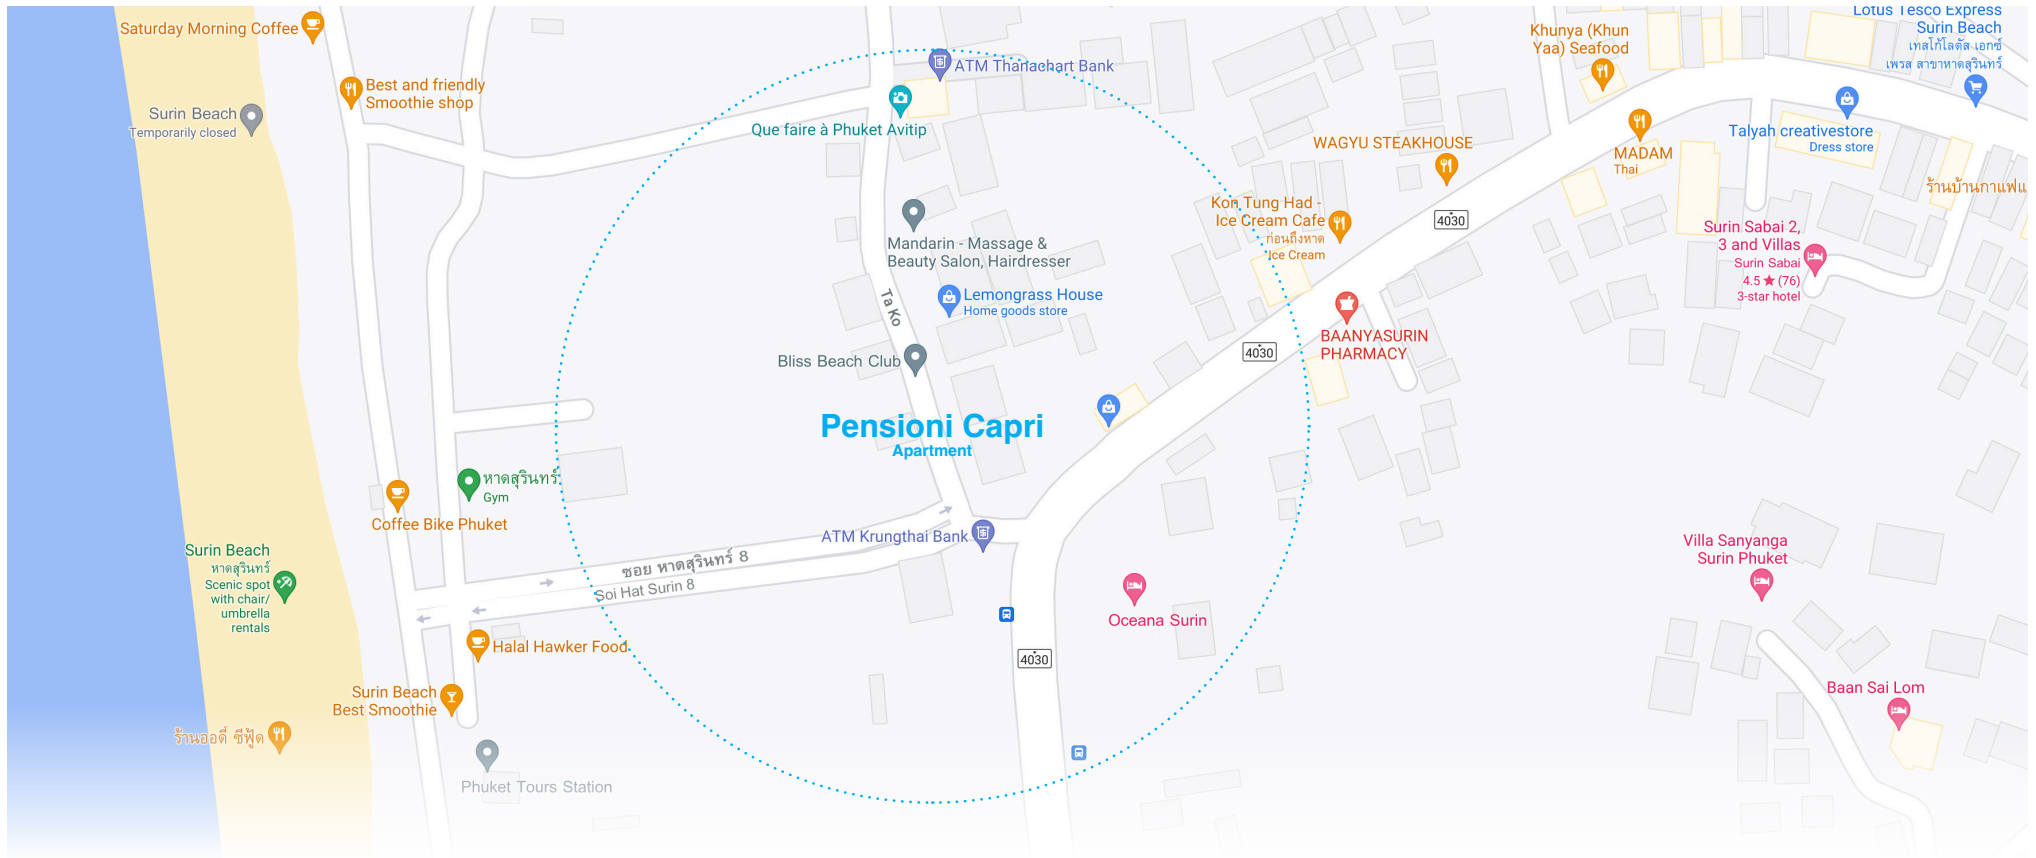 Saturday Morning Coffee
Best and friendly
Smoothie shop
Surin Beach
Temporarily closed
ATM Thanachart Bank
Que faire à Phuket Avitip
Khunya (Khun
Yaa) Seafood
Lotus Tesco Express
Surin Beach
เทสโก้โลตัส เอกซ์
เพรส สาขาหาดสุรินทร์
WAGYU STEAKHOUSE
MADAM
Thai
Talyah creativestore
Dress store
ร้านบ้านกาแฟแ
Mandarin - Massage &
Beauty Salon, Hairdresser
Kon Tung Had -
Ice Cream Cafe
ก่อนถึงหาด
Ice Cream
4030
Surin Sabai 2,
3 and Villas
Surin Sabai
4.5 ★ (76)
3-star hotel
Ta Ko
Lemongrass House
Home goods store
BAANYASURIN
PHARMACY
4030
Bliss Beach Club
Pensioni Capri
Apartment
หาดสุรินทร์
Gym
Coffee Bike Phuket
ATM Krungthai Bank
ซอย หาดสุรินทร์ 8
Soi Hat Surin 8
Surin Beach
หาดสุรินทร์
Scenic spot
with chair/
umbrella
rentals
Villa Sanyanga
Surin Phuket
Oceana Surin
Halal Hawker Food
4030
Surin Beach
Best Smoothie
Baan Sai Lom
ร้านออดี้ ซีฟู้ด
Phuket Tours Station